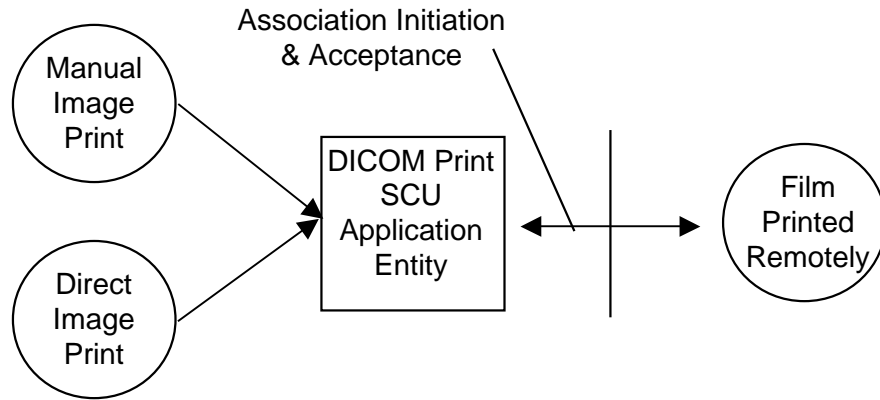 Association Initiation
& Acceptance
Manual
Image
Print
DICOM Print
SCU
Application
Entity
Film
Printed
Remotely
Direct
Image
Print